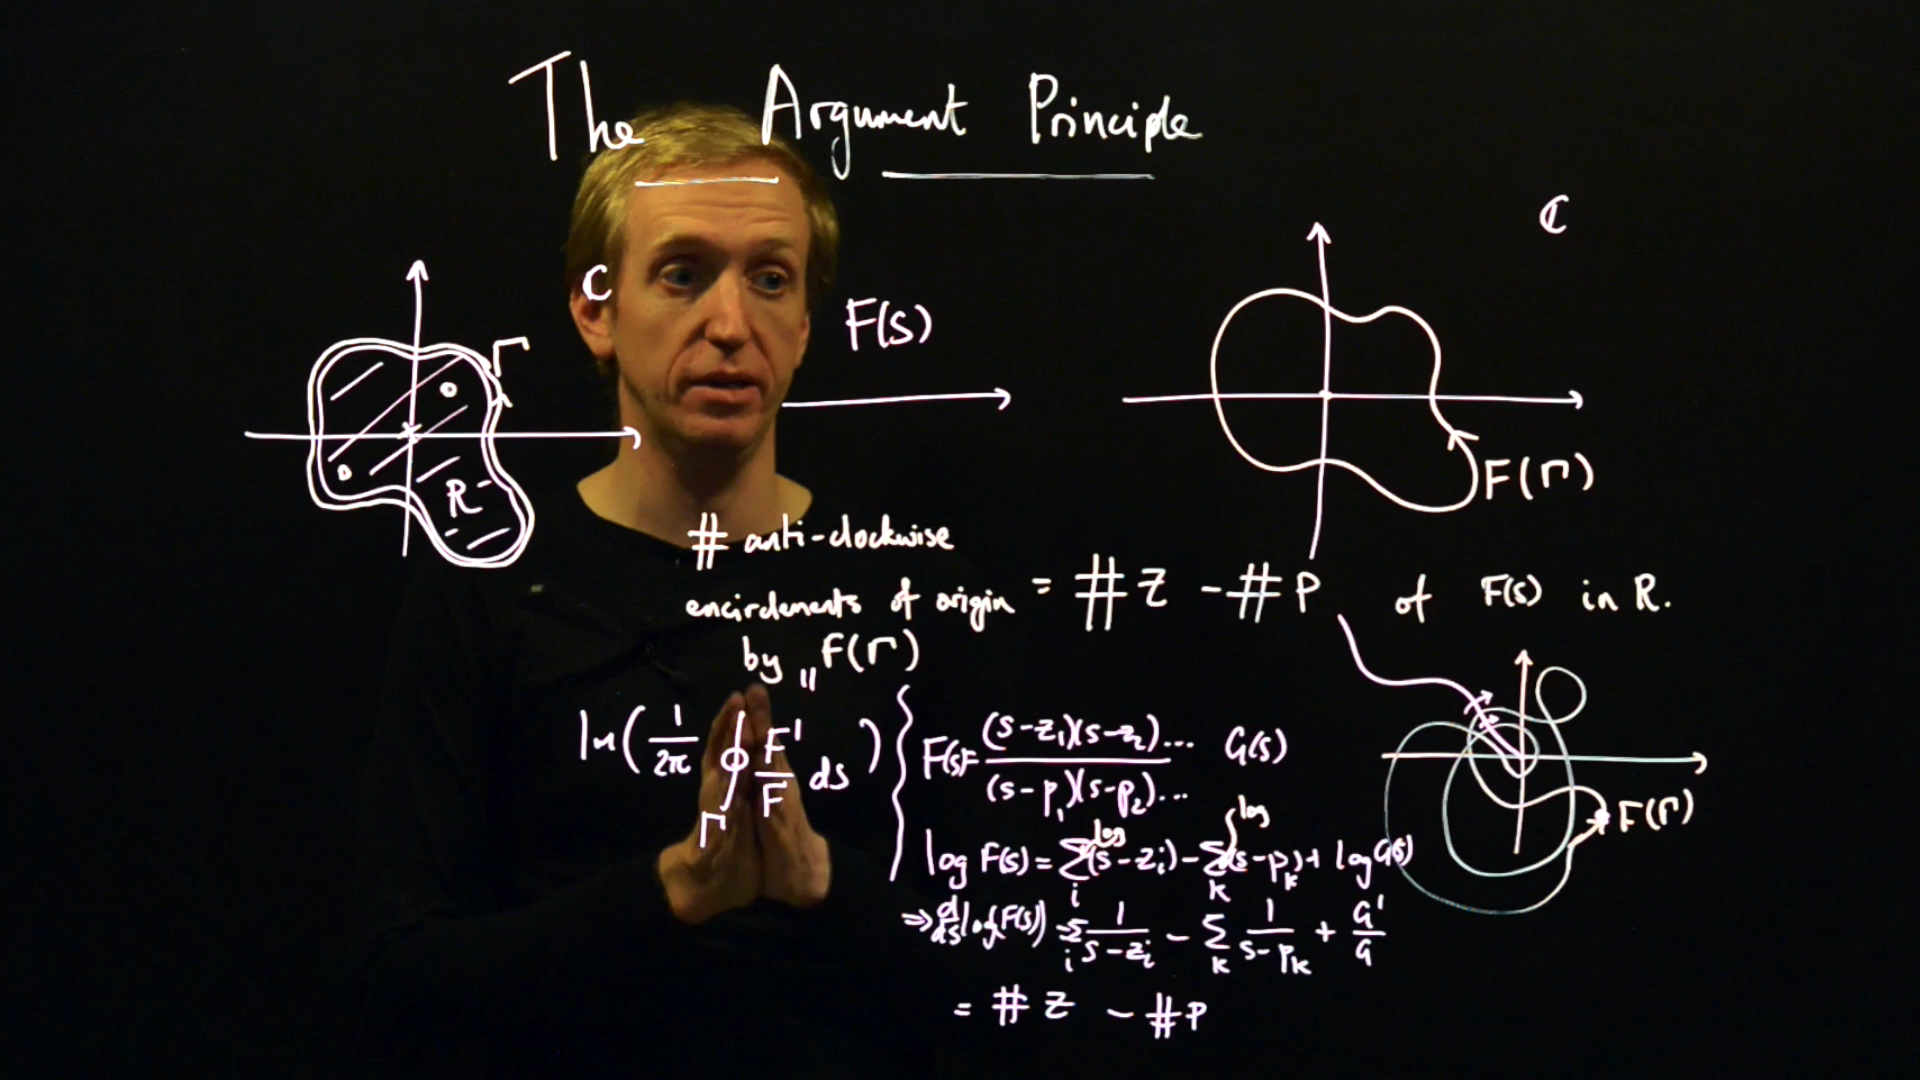 The Argument Principle
ℂ
C
Γ
F(s)
R
F(Γ)
# anti-clockwise
encirclements of origin = #Z - #P of F(s) in R.
by F(Γ)
"
Im( 1/2π ∮Γ F'/F ds )
F(s)= (s-z₁)(s-z₂)... / (s-p₁)(s-p₂)... G(s)
log F(s) = Σᵢ log(s-zᵢ) - Σₖ log(s-pₖ) + log G(s)
⇒ d/ds log(F(s)) = Σᵢ 1/(s-zᵢ) - Σₖ 1/(s-pₖ) + G'/G
= #Z - #P
F(Γ)